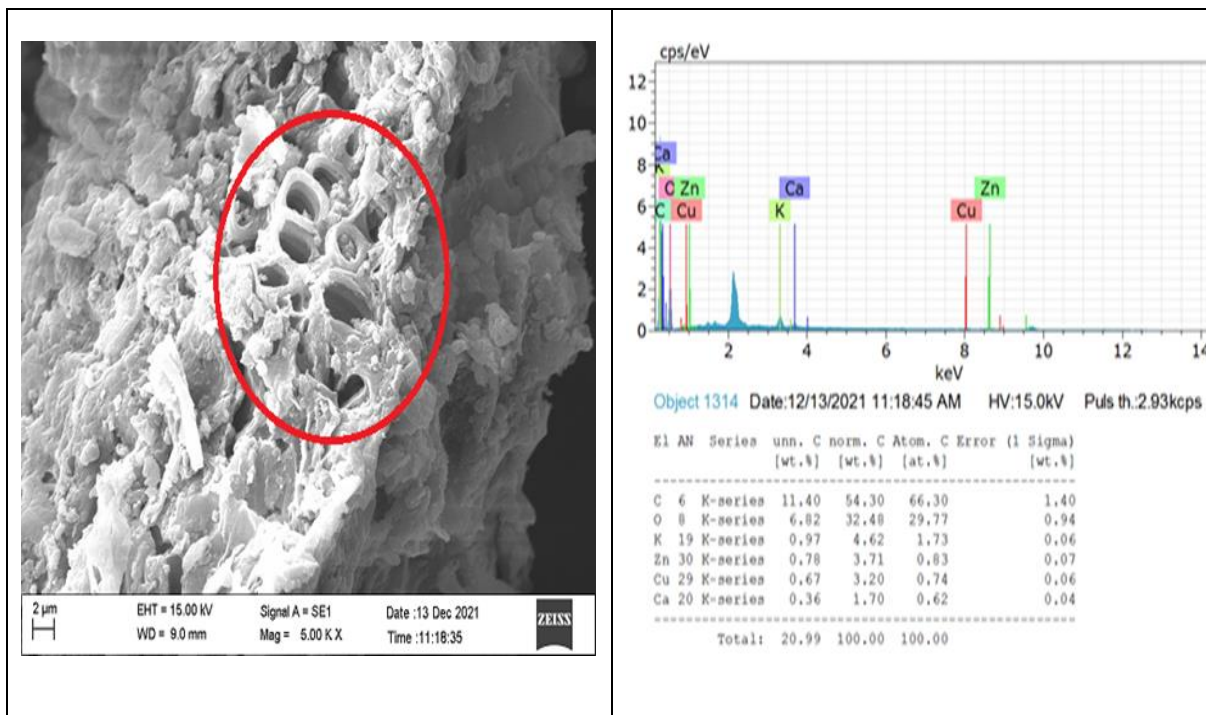 2 µm
EHT = 15.00 kV
Signal A = SE1
Date :13 Dec 2021
WD = 9.0 mm
Mag = 5.00 K X
Time :11:18:35
ZEISS
cps/eV
12
10
8
6
4
2
0
Ca
K
O Zn
C Cu
Ca
K
Zn
Cu
2 4 6 8 10 12 14
keV
Object 1314 Date:12/13/2021 11:18:45 AM HV:15.0kV Puls th.:2.93kcps
El AN Series unn. C norm. C Atom. C Error (1 Sigma)
[wt.%] [wt.%] [at.%] [wt.%]
C 6 K-series 11.40 54.30 66.30 1.40
O 8 K-series 6.82 32.48 29.77 0.94
K 19 K-series 0.97 4.62 1.73 0.06
Zn 30 K-series 0.78 3.71 0.83 0.07
Cu 29 K-series 0.67 3.20 0.74 0.06
Ca 20 K-series 0.36 1.70 0.62 0.04
Total: 20.99 100.00 100.00